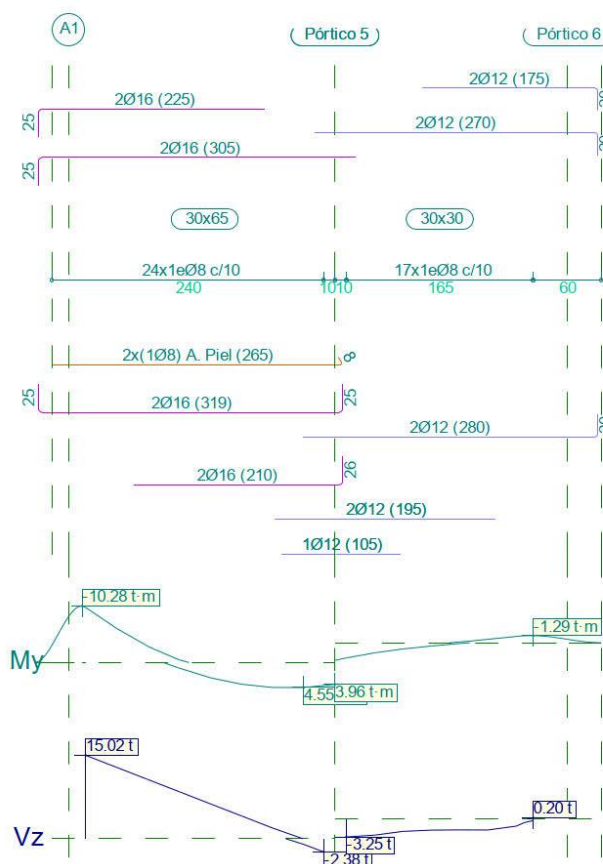 A1
Pórtico 5
Pórtico 6
2Ø12 (175)
2Ø16 (225)
25
2Ø12 (270)
2Ø16 (305)
25
30x65
30x30
24x1eØ8 c/10
17x1eØ8 c/10
240
10
10
165
60
2x(1Ø8) A. Piel (265)
8
25
2Ø16 (319)
25
2Ø12 (280)
2Ø16 (210)
26
2Ø12 (195)
1Ø12 (105)
-10.28 t·m
-1.29 t·m
My
4.55
3.96 t·m
15.02 t
0.20 t
Vz
-3.25 t
-2.38 t